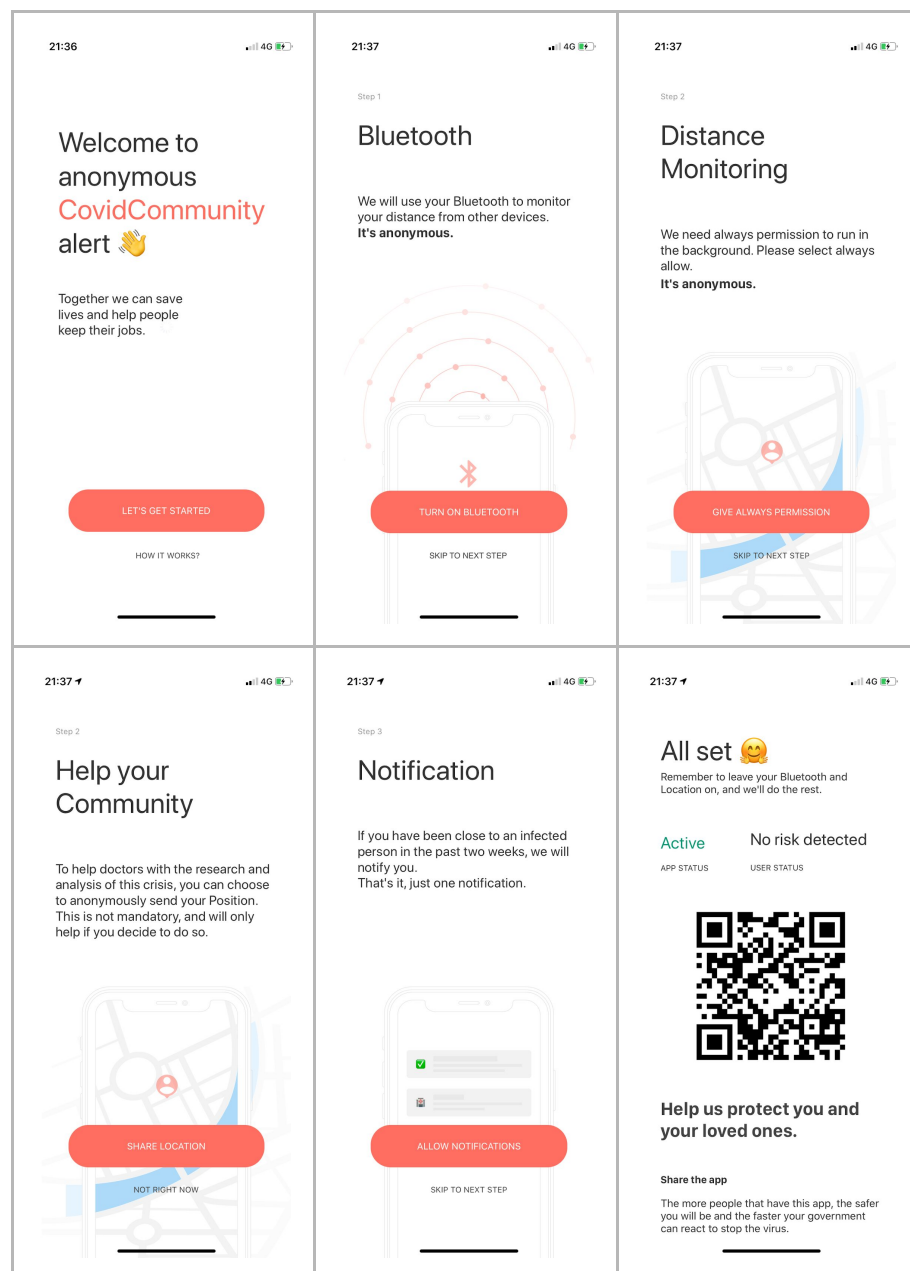 21:36
4G
Welcome to
anonymous
CovidCommunity
alert 👋
Together we can save
lives and help people
keep their jobs.
LET'S GET STARTED
HOW IT WORKS?
21:37
4G
Step 1
Bluetooth
We will use your Bluetooth to monitor
your distance from other devices.
It's anonymous.
TURN ON BLUETOOTH
SKIP TO NEXT STEP
21:37
4G
Step 2
Distance
Monitoring
We need always permission to run in
the background. Please select always
allow.
It's anonymous.
GIVE ALWAYS PERMISSION
SKIP TO NEXT STEP
21:37
4G
Step 2
Help your
Community
To help doctors with the research and
analysis of this crisis, you can choose
to anonymously send your Position.
This is not mandatory, and will only
help if you decide to do so.
SHARE LOCATION
NOT RIGHT NOW
21:37
4G
Step 3
Notification
If you have been close to an infected
person in the past two weeks, we will
notify you.
That's it, just one notification.
ALLOW NOTIFICATIONS
SKIP TO NEXT STEP
21:37
4G
All set 🤗
Remember to leave your Bluetooth and
Location on, and we'll do the rest.
Active
No risk detected
APP STATUS
USER STATUS
Help us protect you and
your loved ones.
Share the app
The more people that have this app, the safer
you will be and the faster your government
can react to stop the virus.